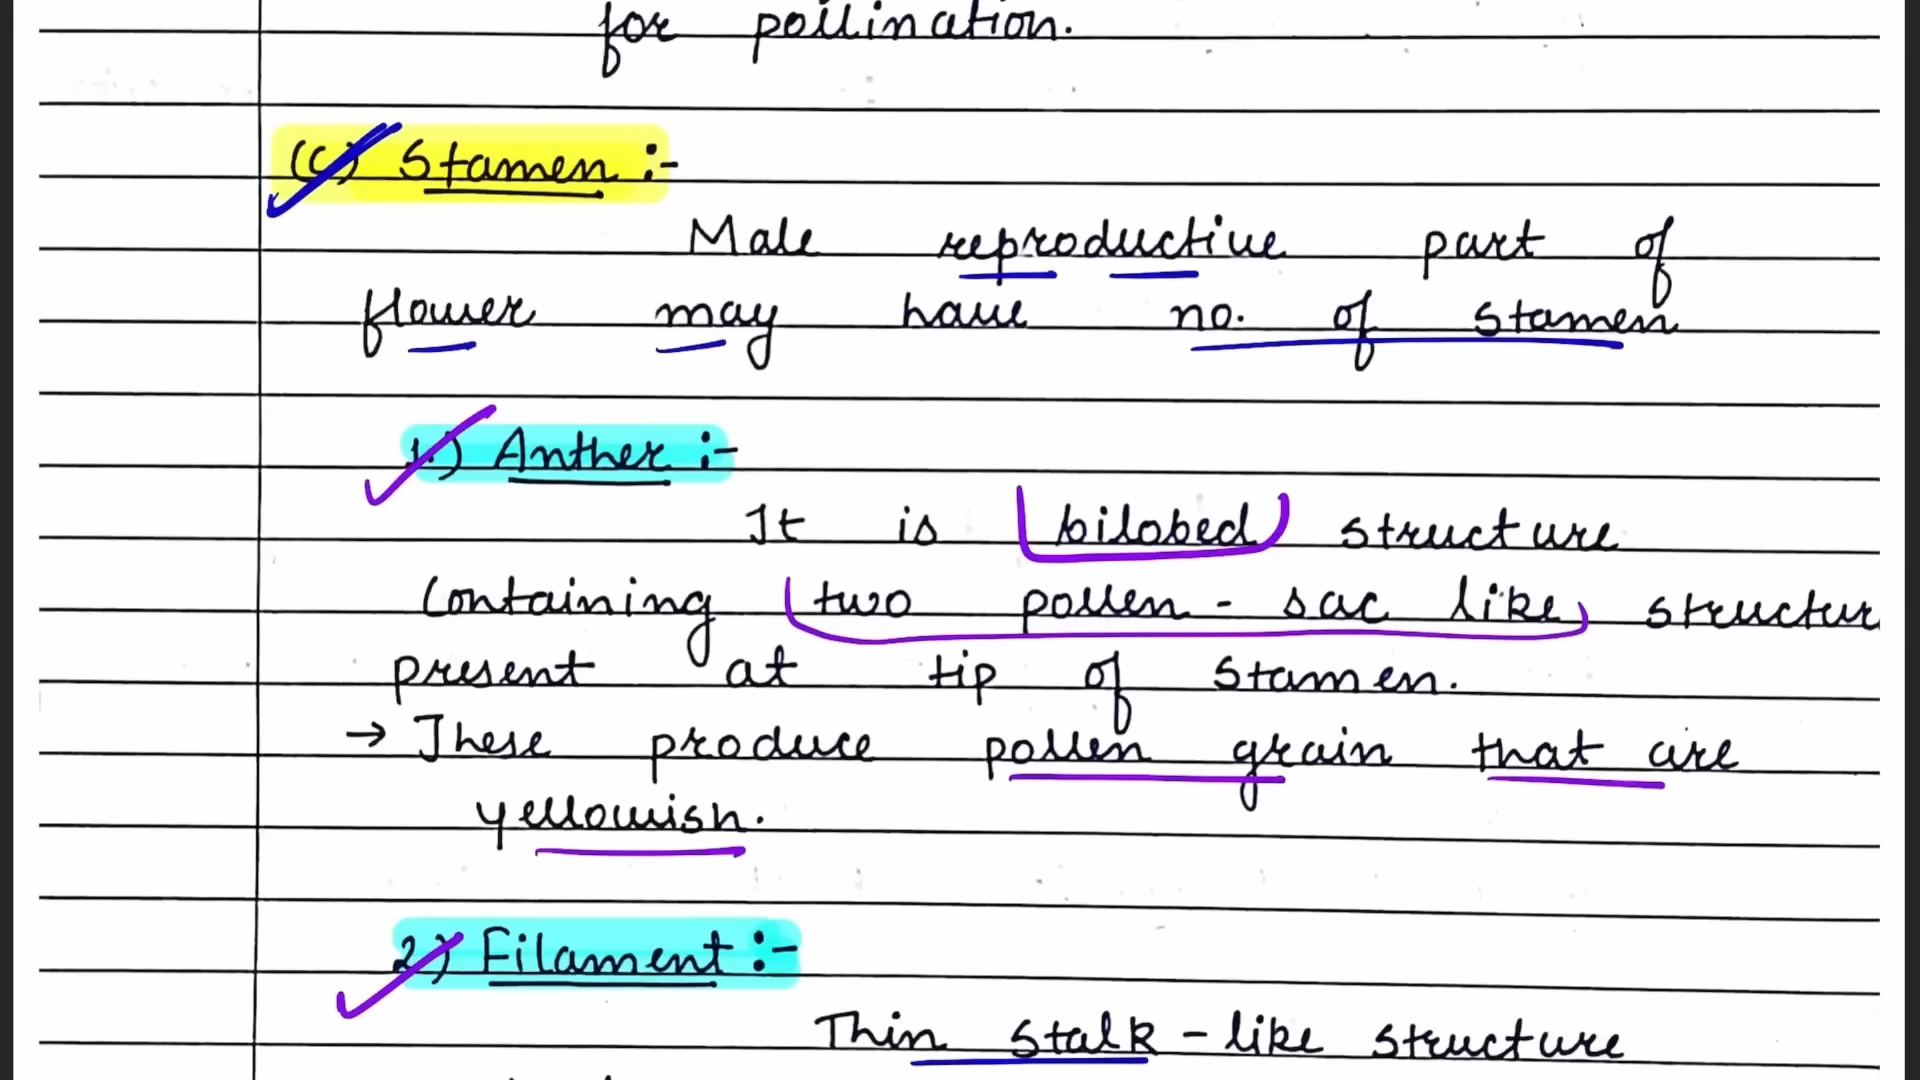 for pollination.
(C) Stamen :-
Male reproductive part of
flower may have no. of stamen
1.) Anther :-
It is bilobed structure
Containing two pollen - sac like structur
present at tip of stamen.
→ These produce pollen grain that are
yellowish.
2) Filament :-
Thin stalk - like structure